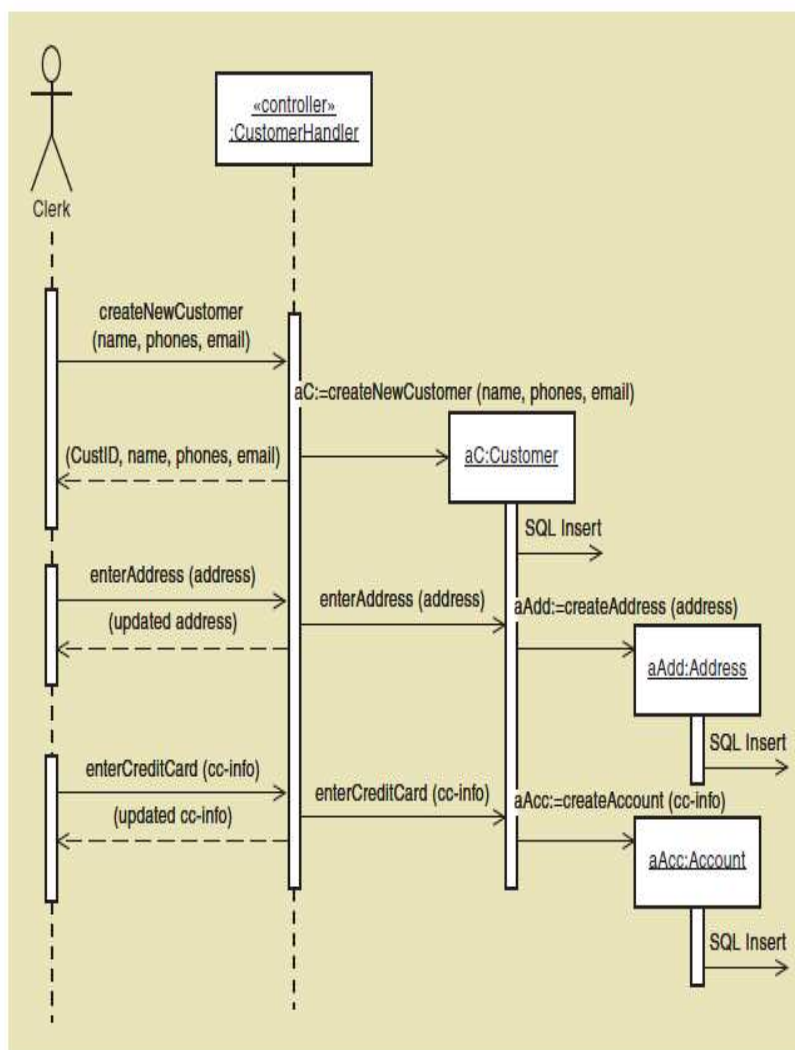 «controller»
:CustomerHandler
Clerk
createNewCustomer
(name, phones, email)
aC:=createNewCustomer (name, phones, email)
(CustID, name, phones, email)
aC:Customer
SQL Insert
enterAddress (address)
enterAddress (address)
aAdd:=createAddress (address)
(updated address)
aAdd:Address
SQL Insert
enterCreditCard (cc-info)
enterCreditCard (cc-info)
aAcc:=createAccount (cc-info)
(updated cc-info)
aAcc:Account
SQL Insert